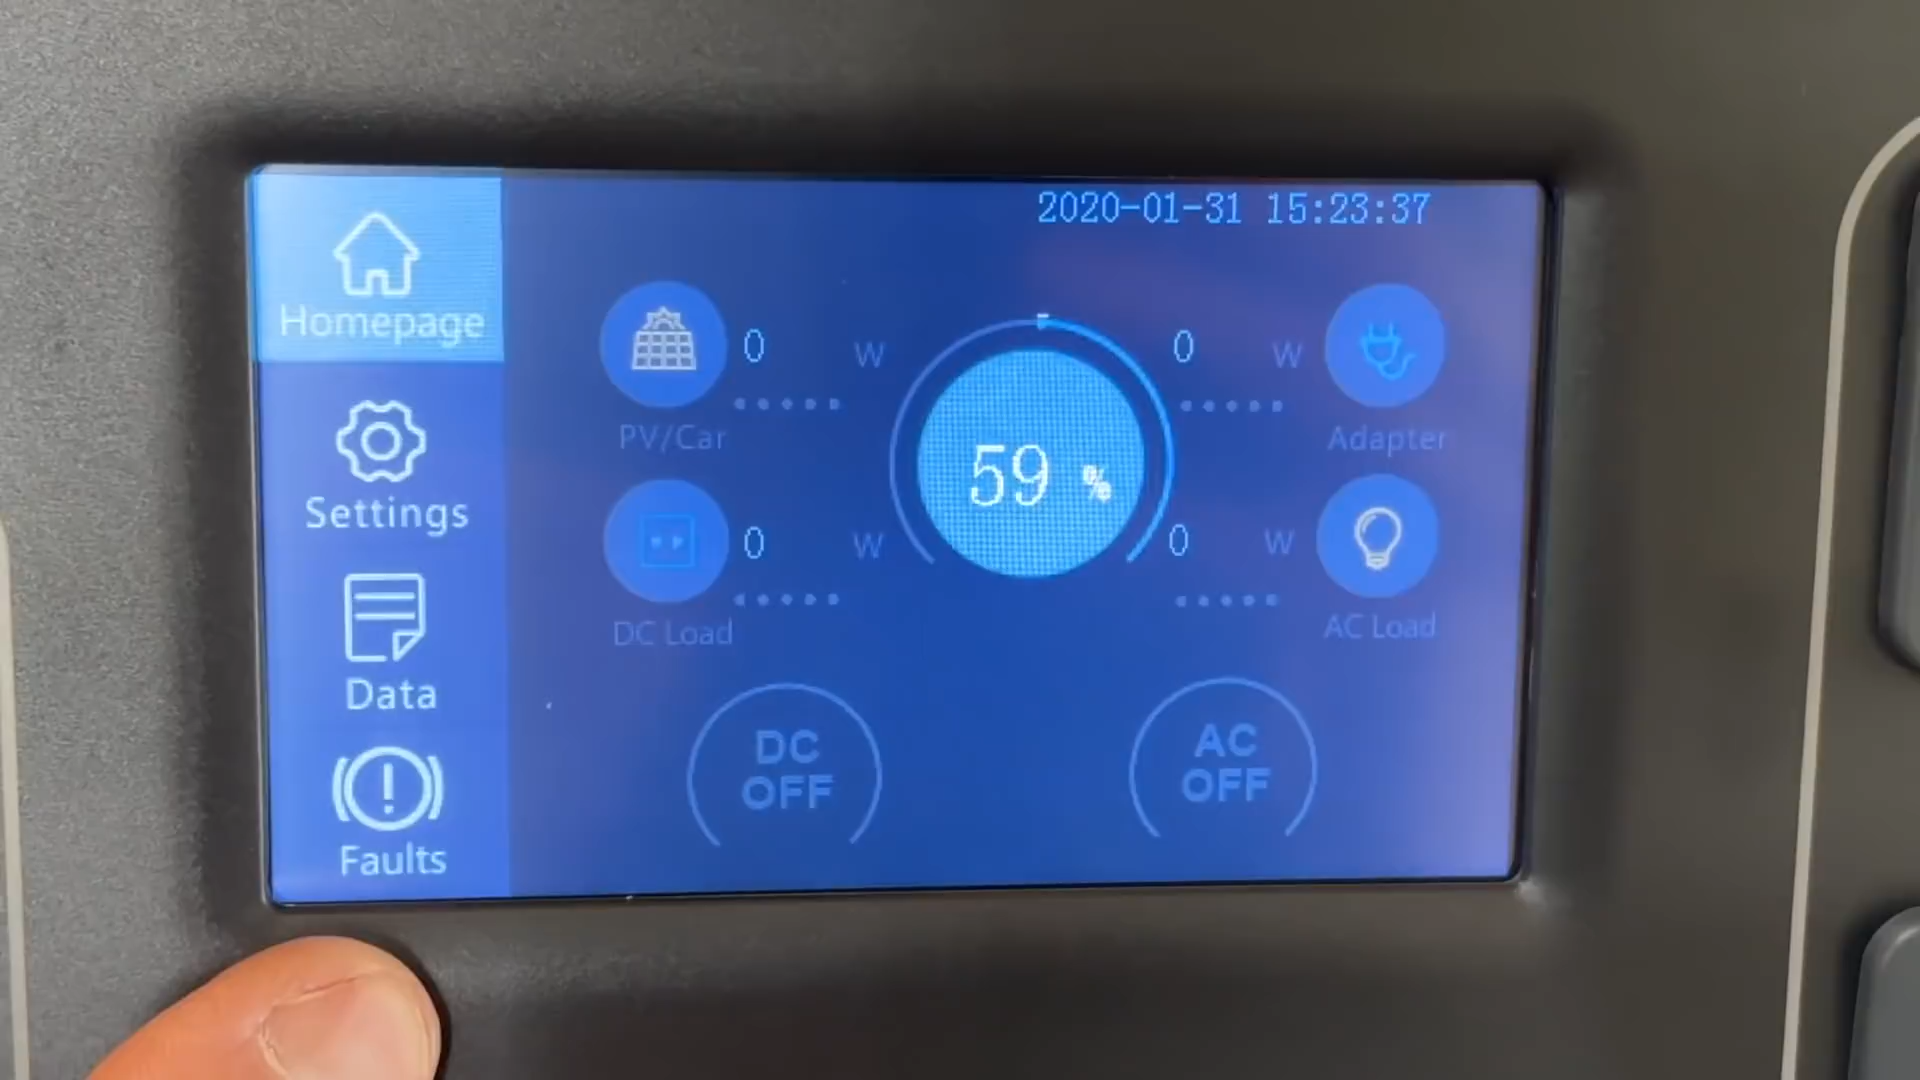 2020-01-31 15:23:37
Homepage
Settings
Data
Faults
0 W
PV/Car
0 W
DC Load
59 %
0 W
Adapter
0 W
AC Load
DC
OFF
AC
OFF